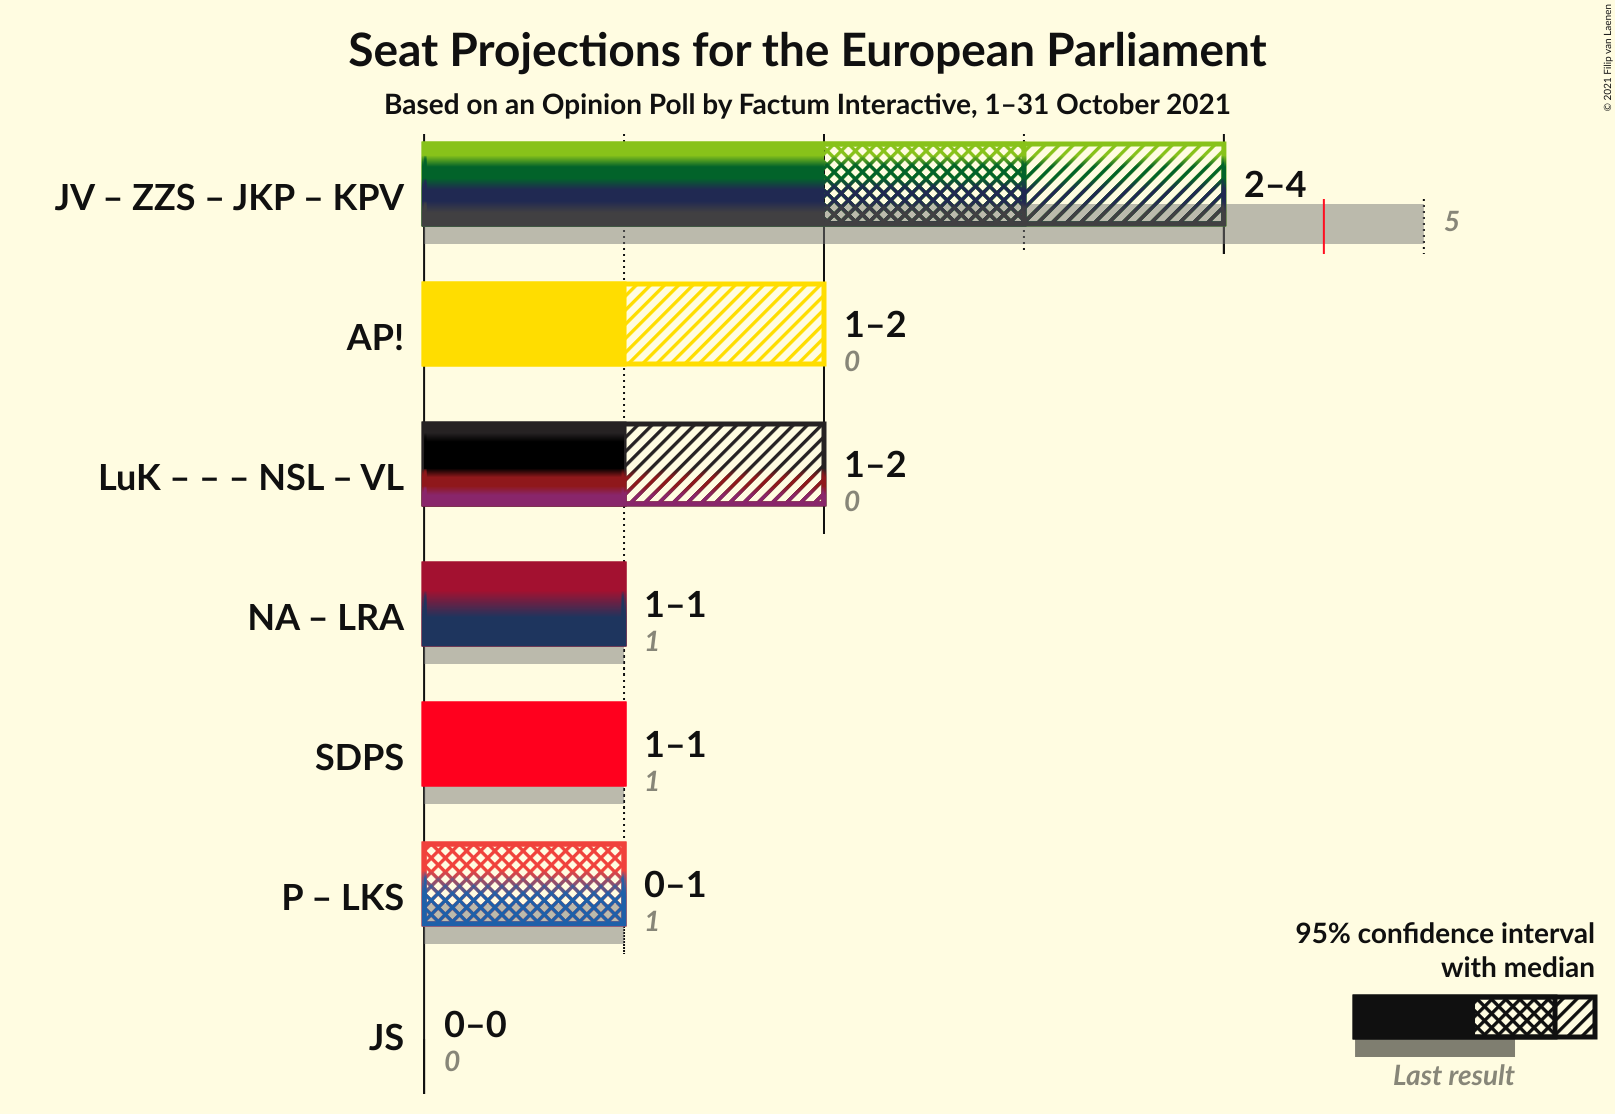 Seat Projections for the European Parliament
Based on an Opinion Poll by Factum Interactive, 1–31 October 2021
© 2021 Filip van Laenen
JV – ZZS – JKP – KPV
2–4
5
AP!
1–2
0
LuK – – – NSL – VL
1–2
0
NA – LRA
1–1
1
SDPS
1–1
1
P – LKS
0–1
1
JS
0–0
0
95% confidence interval
with median
Last result